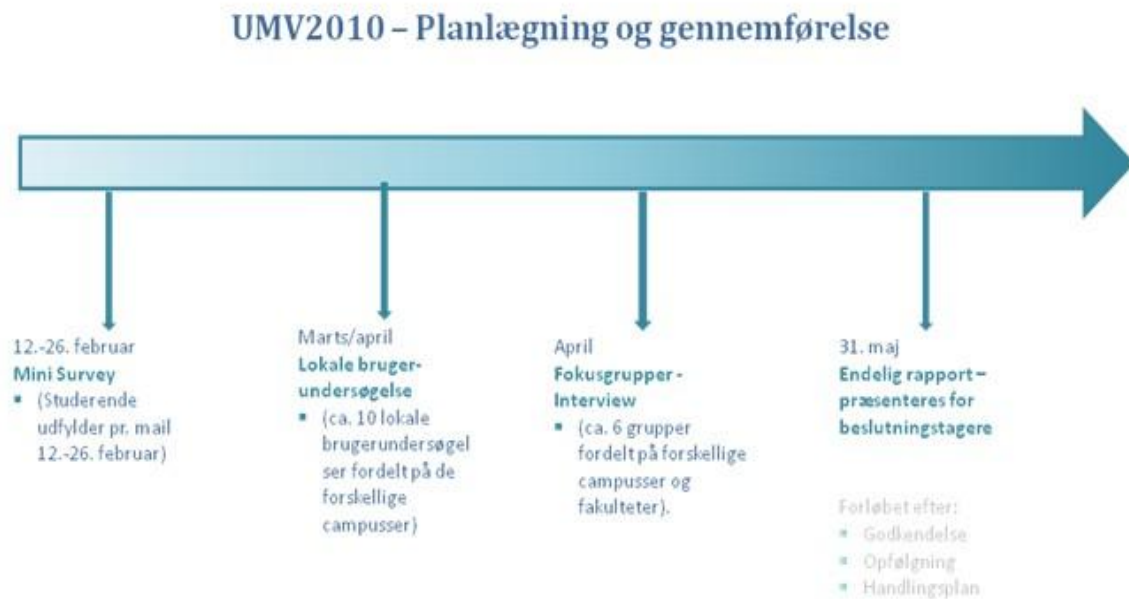 UMV2010 – Planlægning og gennemførelse
12.-26. februar
Mini Survey
▪ (Studerende
udfylder pr. mail
12.-26. februar)
Marts/april
Lokale bruger-
undersøgelse
▪ (ca. 10 lokale
brugerundersøgel
ser fordelt på de
forskellige
campusser)
April
Fokusgrupper -
Interview
▪ (ca. 6 grupper
fordelt på forskellige
campusser og
fakulteter).
31. maj
Endelig rapport –
præsenteres for
beslutningstagere
Forløbet efter:
▪ Godkendelse
▪ Opfølgning
▪ Handlingsplan